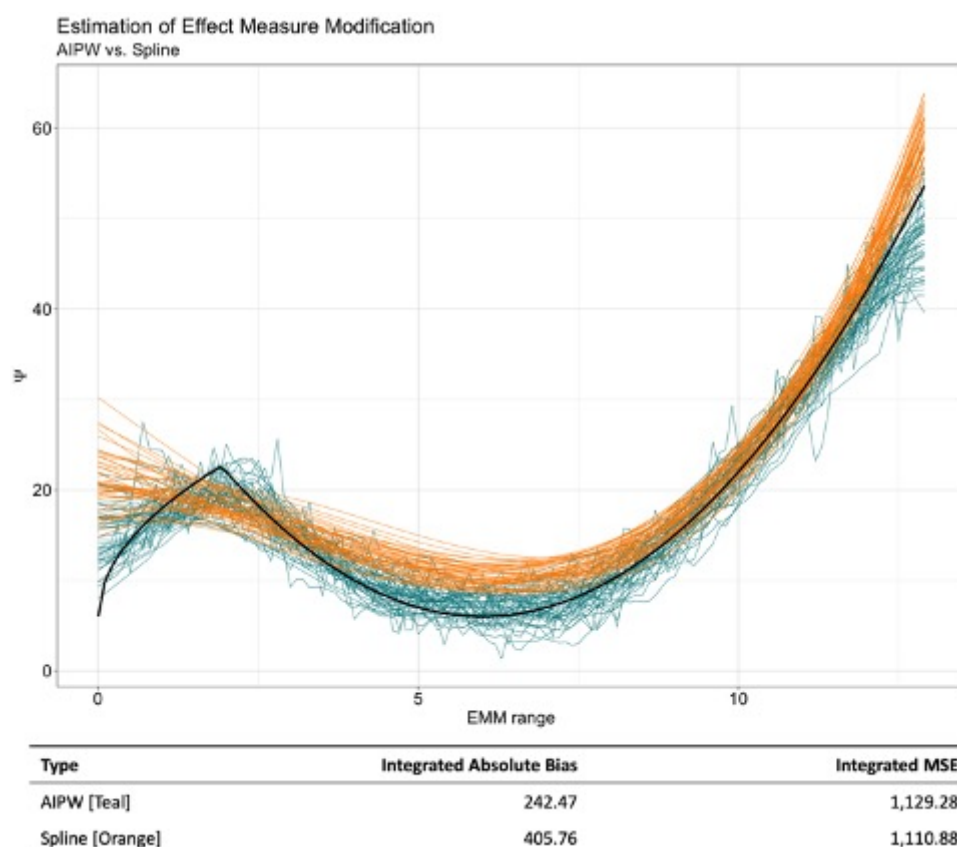 Estimation of Effect Measure Modification
AIPW vs. Spline
60
40
20
0
Ψ
0 5 10
EMM range
Type Integrated Absolute Bias Integrated MSE
AIPW [Teal] 242.47 1,129.28
Spline [Orange] 405.76 1,110.88